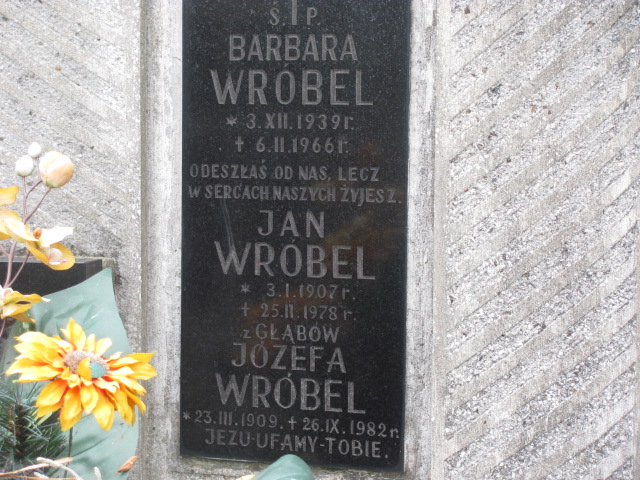 Ś † P.
BARBARA
WRÓBEL
* 3.XII.1939 r.
+ 6.II.1966 r.
ODESZŁAŚ OD NAS, LECZ
W SERCACH NASZYCH ŻYJESZ.
JAN
WRÓBEL
* 3.I.1907 r.
+ 25.II.1978 r.
z GŁĄBÓW
JÓZEFA
WRÓBEL
*23.III.1909. + 26.IX.1982 r
JEZU-UFAMY-TOBIE.